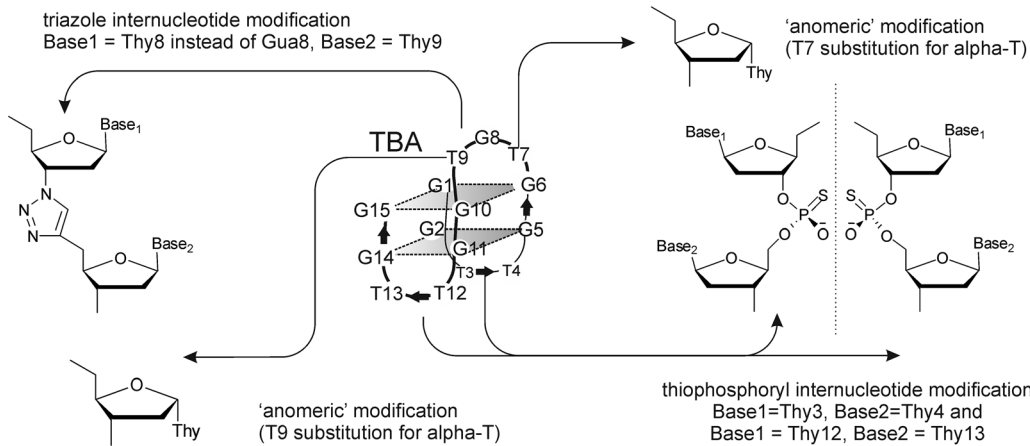 triazole internucleotide modification
Base1 = Thy8 instead of Gua8, Base2 = Thy9
'anomeric' modification
(T7 substitution for alpha-T)
O
Thy
O
Base1
N
N
N
O
Base2
TBA
G8
T9
T7
G1
G6
G15
G10
G2
G5
G11
G14
T3
T4
T13
T12
Base1
O
O
S
P
O
-
O
Base2
O
O
Base1
S
O
P
-
O
O
O
Base2
O
Thy
'anomeric' modification
(T9 substitution for alpha-T)
thiophosphoryl internucleotide modification
Base1=Thy3, Base2=Thy4 and
Base1 = Thy12, Base2 = Thy13